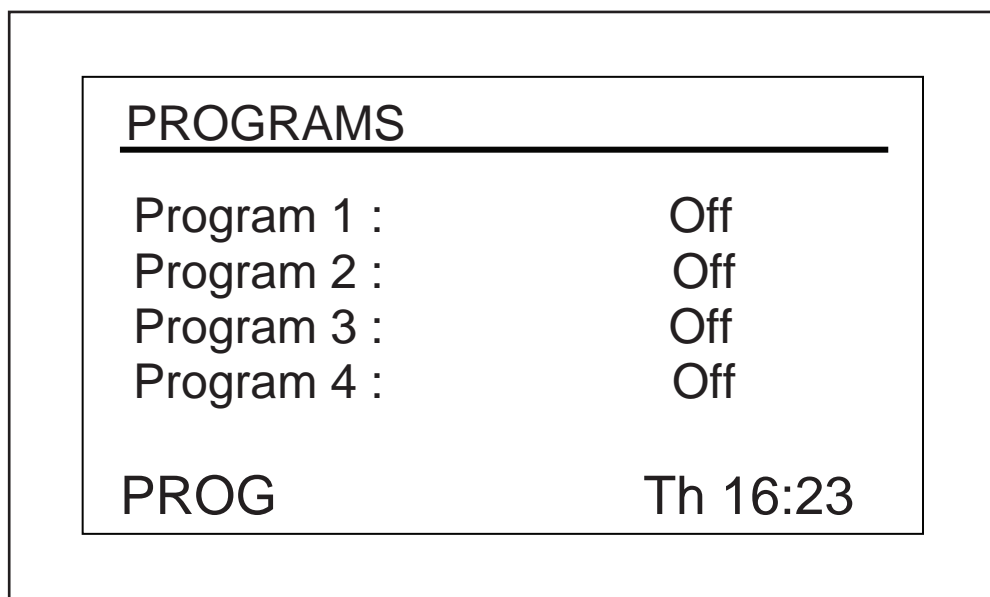 PROGRAMS
Program 1 : Off
Program 2 : Off
Program 3 : Off
Program 4 : Off
PROG Th 16:23